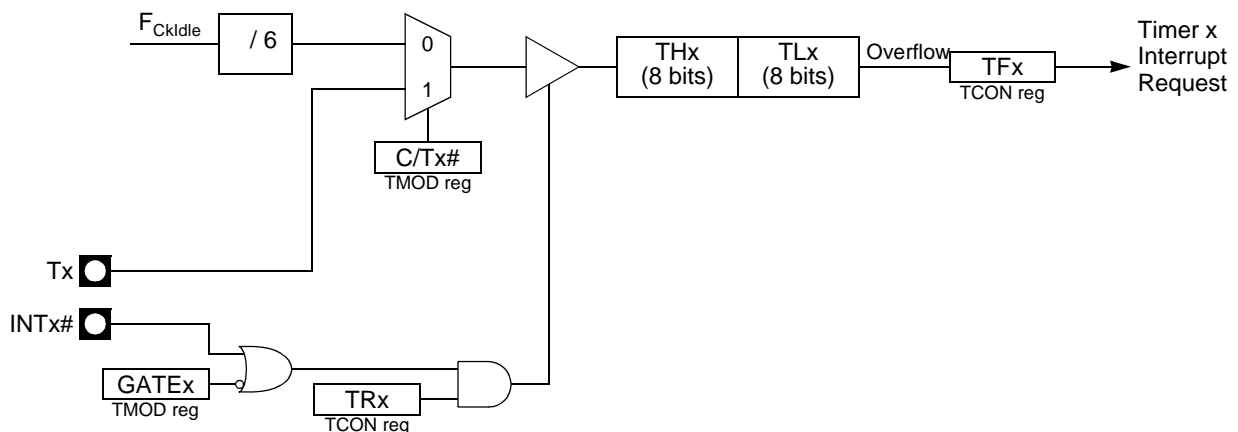 F_CkIdle
/ 6
0
1
C/Tx#
TMOD reg
THx
(8 bits)
TLx
(8 bits)
Overflow
TFx
TCON reg
Timer x
Interrupt
Request
Tx
INTx#
GATEx
TMOD reg
TRx
TCON reg